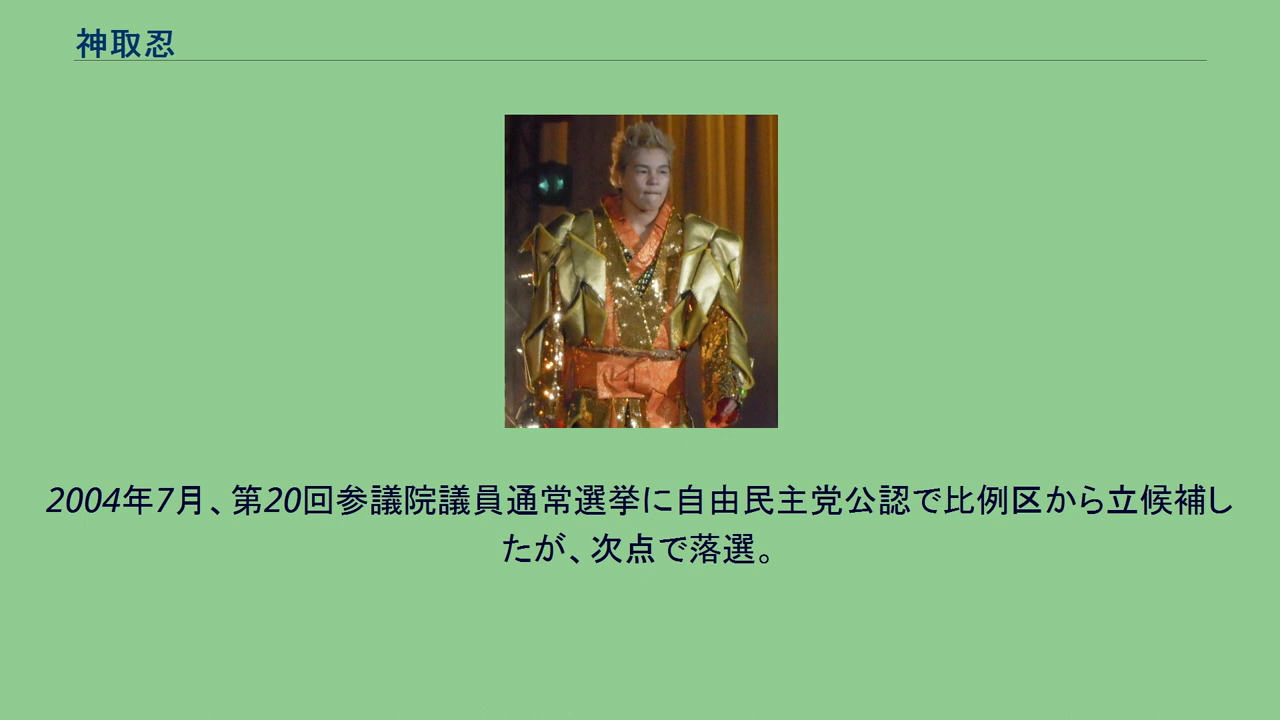 神取忍
2004年7月、第20回参議院議員通常選挙に自由民主党公認で比例区から立候補し
たが、次点で落選。